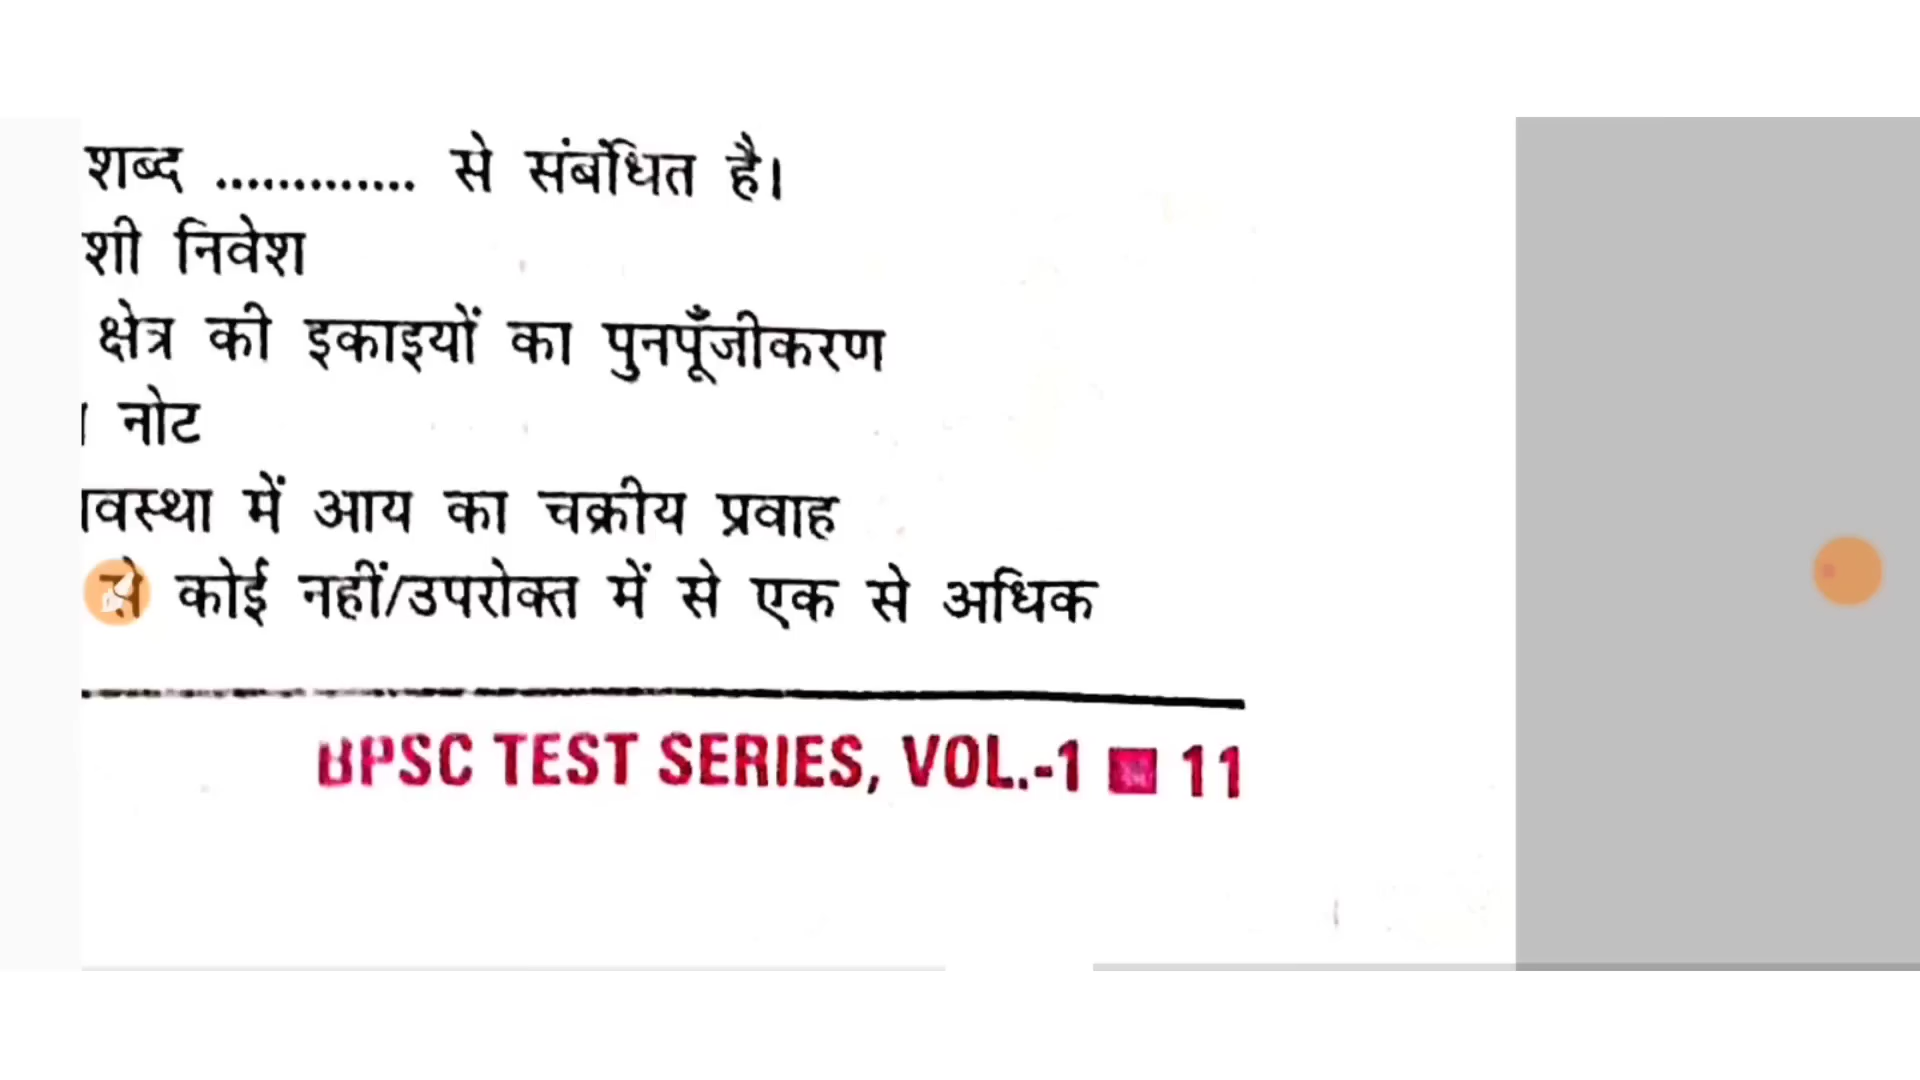 शब्द ............. से संबंधित है।
शी निवेश
क्षेत्र की इकाइयों का पुनपूँजीकरण
नोट
वस्था में आय का चक्रीय प्रवाह
से कोई नहीं/उपरोक्त में से एक से अधिक
BPSC TEST SERIES, VOL.-1 11